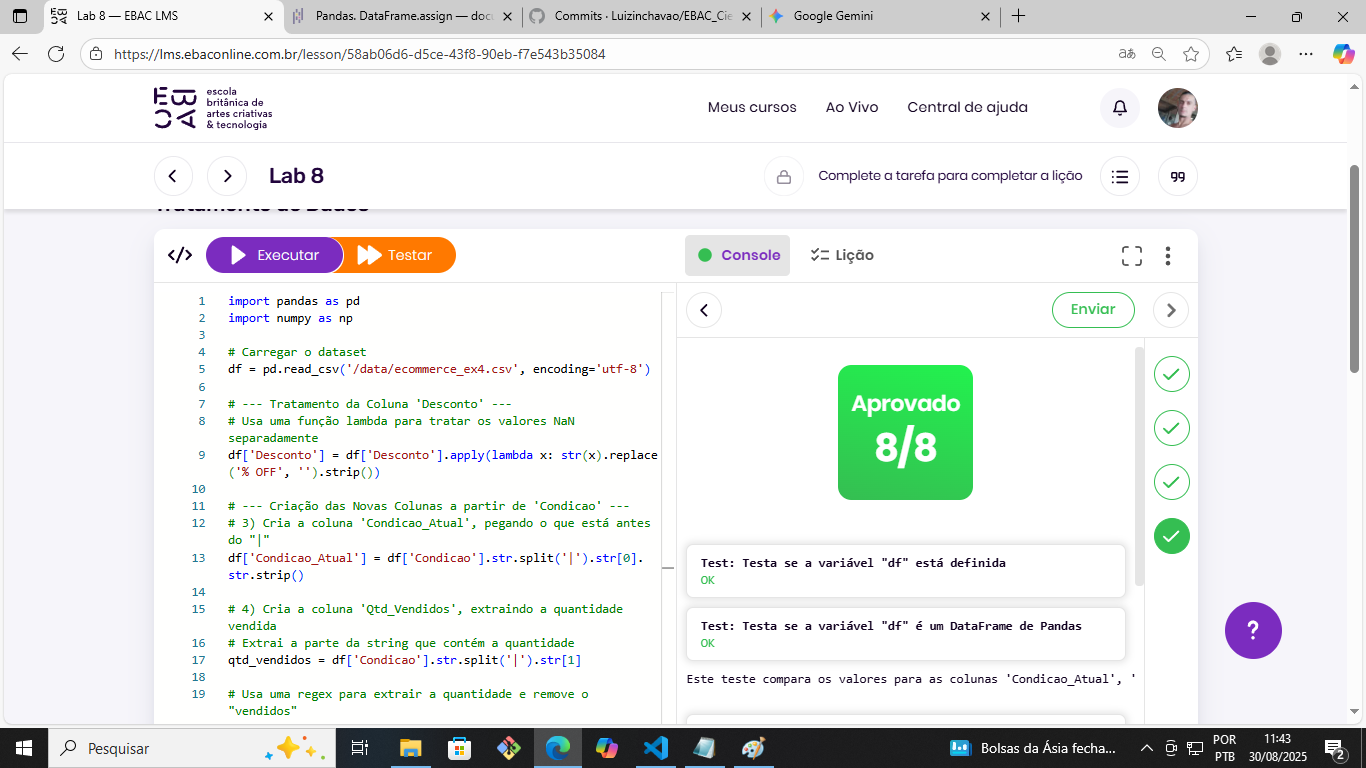 Lab 8 — EBAC LMS
Pandas. DataFrame.assign — docu
Commits · Luizinchavao/EBAC_Cie
Google Gemini
https://lms.ebaconline.com.br/lesson/58ab06d6-d5ce-43f8-90eb-f7e543b35084
escola
britânica de
artes criativas
& tecnologia
Meus cursos
Ao Vivo
Central de ajuda
Lab 8
Complete a tarefa para completar a lição
Tratamento de Dados
Executar
Testar
Console
Lição
1 import pandas as pd
2 import numpy as np
3
4 # Carregar o dataset
5 df = pd.read_csv('/data/ecommerce_ex4.csv', encoding='utf-8')
6
7 # --- Tratamento da Coluna 'Desconto' ---
8 # Usa uma função lambda para tratar os valores NaN
separadamente
9 df['Desconto'] = df['Desconto'].apply(lambda x: str(x).replace
('% OFF', '').strip())
10
11 # --- Criação das Novas Colunas a partir de 'Condicao' ---
12 # 3) Cria a coluna 'Condicao_Atual', pegando o que está antes
do "|"
13 df['Condicao_Atual'] = df['Condicao'].str.split('|').str[0].
str.strip()
14
15 # 4) Cria a coluna 'Qtd_Vendidos', extraindo a quantidade
vendida
16 # Extrai a parte da string que contém a quantidade
17 qtd_vendidos = df['Condicao'].str.split('|').str[1]
18
19 # Usa uma regex para extrair a quantidade e remove o
"vendidos"
Enviar
Aprovado
8/8
Test: Testa se a variável "df" está definida
OK
Test: Testa se a variável "df" é um DataFrame de Pandas
OK
Este teste compara os valores para as colunas 'Condicao_Atual', '
?
Pesquisar
Bolsas da Ásia fecha...
POR
PTB
11:43
30/08/2025
2